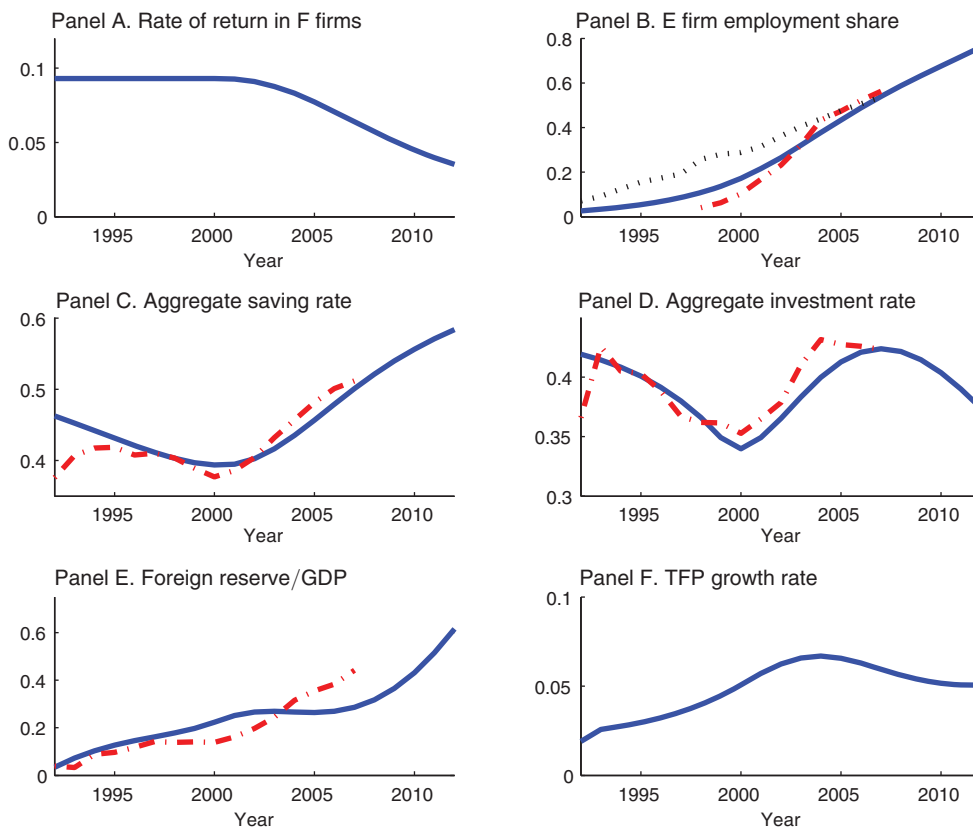 Panel A. Rate of return in F firms
0.1
0.05
0
1995 2000 2005 2010
Year
Panel B. E firm employment share
0.8
0.6
0.4
0.2
0
1995 2000 2005 2010
Year
Panel C. Aggregate saving rate
0.6
0.5
0.4
1995 2000 2005 2010
Year
Panel D. Aggregate investment rate
0.4
0.35
0.3
1995 2000 2005 2010
Year
Panel E. Foreign reserve/GDP
0.6
0.4
0.2
0
1995 2000 2005 2010
Year
Panel F. TFP growth rate
0.1
0.05
0
1995 2000 2005 2010
Year